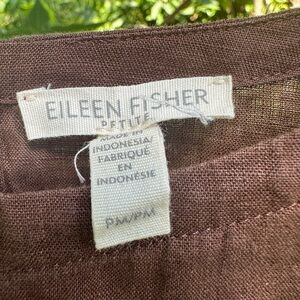 EILEEN FISHER
PETITE
MADE IN
INDONESIA/
FABRIQUÉ
EN
INDONÉSIE
PM/PM